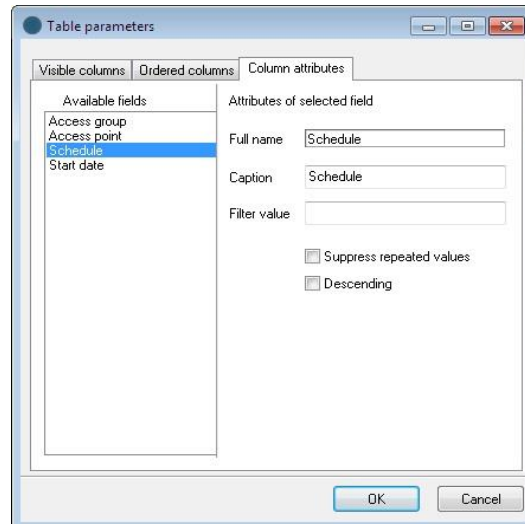 Table parameters
Visible columns
Ordered columns
Column attributes
Available fields
Access group
Access point
Schedule
Start date
Attributes of selected field
Full name
Schedule
Caption
Schedule
Filter value
Suppress repeated values
Descending
OK
Cancel